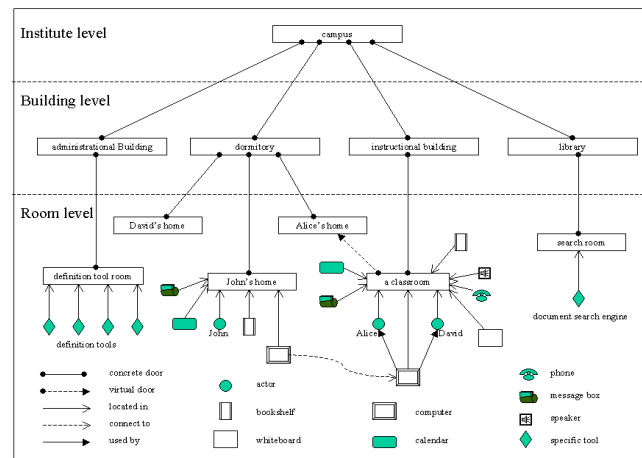 Institute level
campus
Building level
administrational Building
dormitory
instructional building
library
Room level
David's home
Alice's home
search room
definition tool room
John's home
a classroom
John
Alice
David
document search engine
definition tools
concrete door
virtual door
located in
connect to
used by
actor
bookshelf
whiteboard
computer
calendar
phone
message box
speaker
specific tool